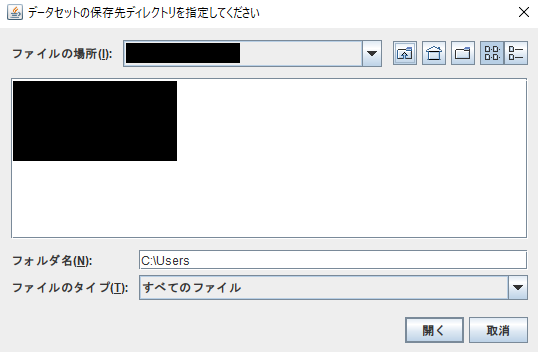 データセットの保存先ディレクトリを指定してください
ファイルの場所(I):
フォルダ名(N): C:\Users
ファイルのタイプ(T): すべてのファイル
開く 取消